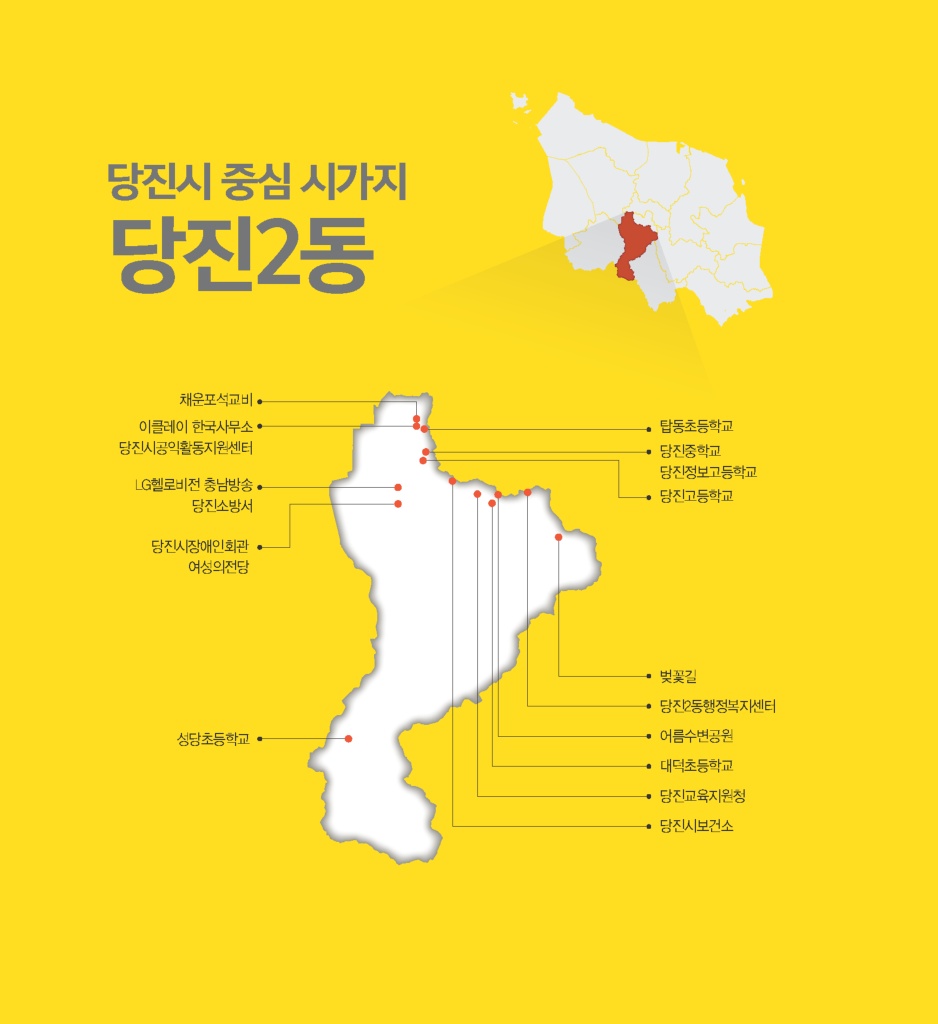 당진시 중심 시가지
당진2동
채운포석교비
이클레이 한국사무소
당진시공익활동지원센터
LG헬로비전 충남방송
당진소방서
당진시장애인회관
여성의전당
성당초등학교
탑동초등학교
당진중학교
당진정보고등학교
당진고등학교
벚꽃길
당진2동행정복지센터
어름수변공원
대덕초등학교
당진교육지원청
당진시보건소